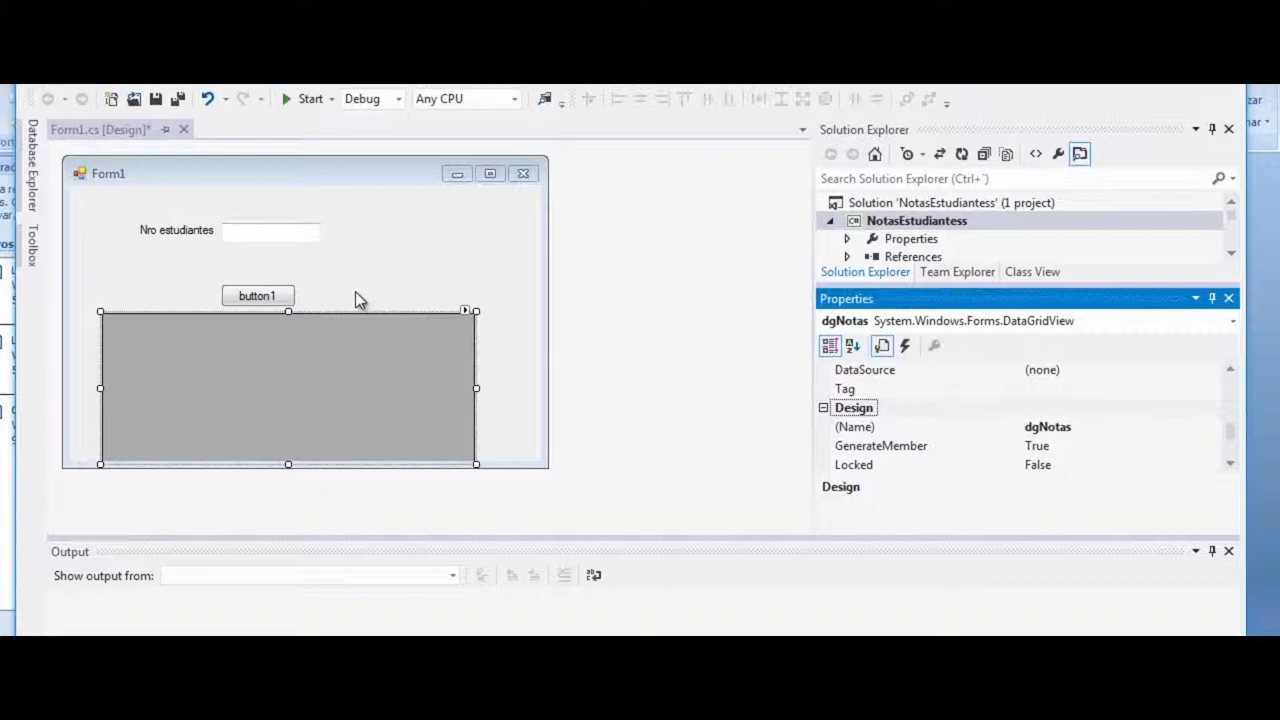 Start
Debug
Any CPU
zar
Form1.cs [Design]*
Solution Explorer
nar
Database Explorer
Toolbox
Form1
Search Solution Explorer (Ctrl+¨)
Nro estudiantes
Solution 'NotasEstudiantess' (1 project)
C# NotasEstudiantess
Properties
References
Solution Explorer Team Explorer Class View
button1
Properties
dgNotas System.Windows.Forms.DataGridView
DataSource (none)
Tag
Design
(Name) dgNotas
GenerateMember True
Locked False
Design
Output
Show output from: